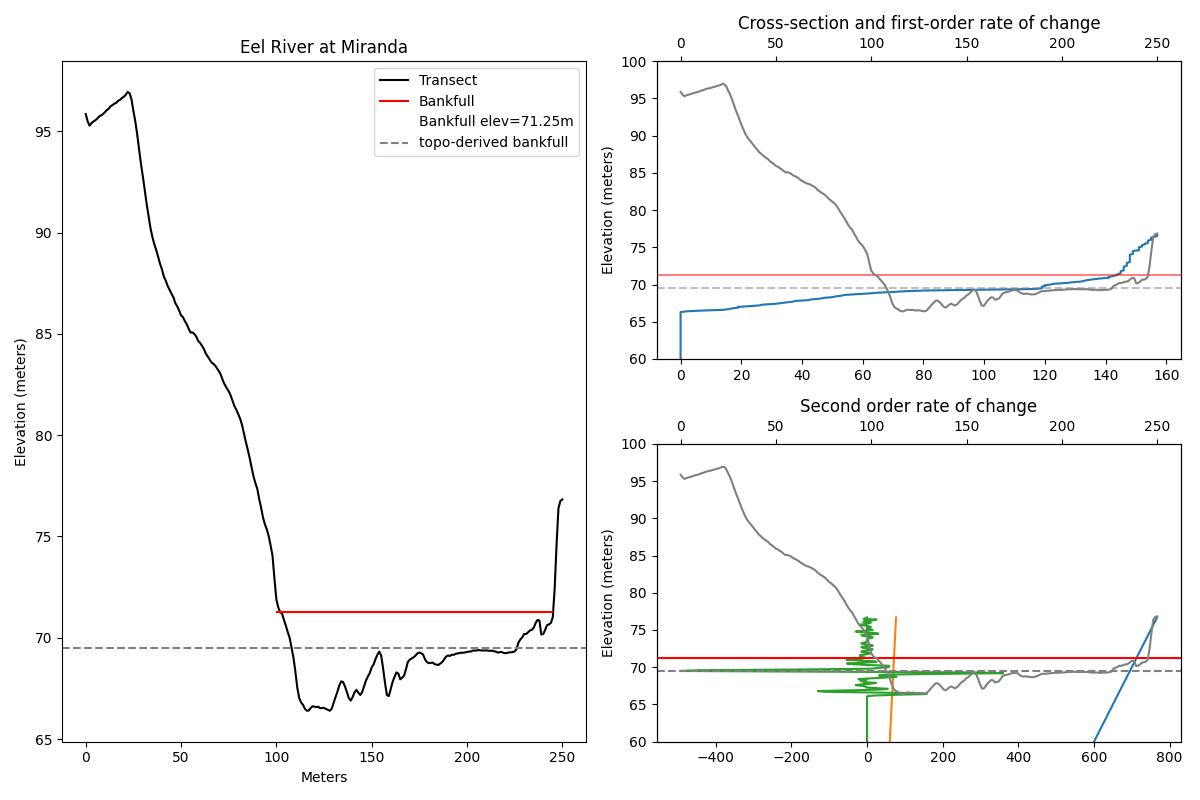 Eel River at Miranda
Transect
Bankfull
Bankfull elev=71.25m
topo-derived bankfull
95
90
85
80
75
70
65
Elevation (meters)
0 50 100 150 200 250
Meters
Cross-section and first-order rate of change
0 50 100 150 200 250
100
95
90
85
80
75
70
65
60
Elevation (meters)
0 20 40 60 80 100 120 140 160
Second order rate of change
0 50 100 150 200 250
100
95
90
85
80
75
70
65
60
Elevation (meters)
−400 −200 0 200 400 600 800